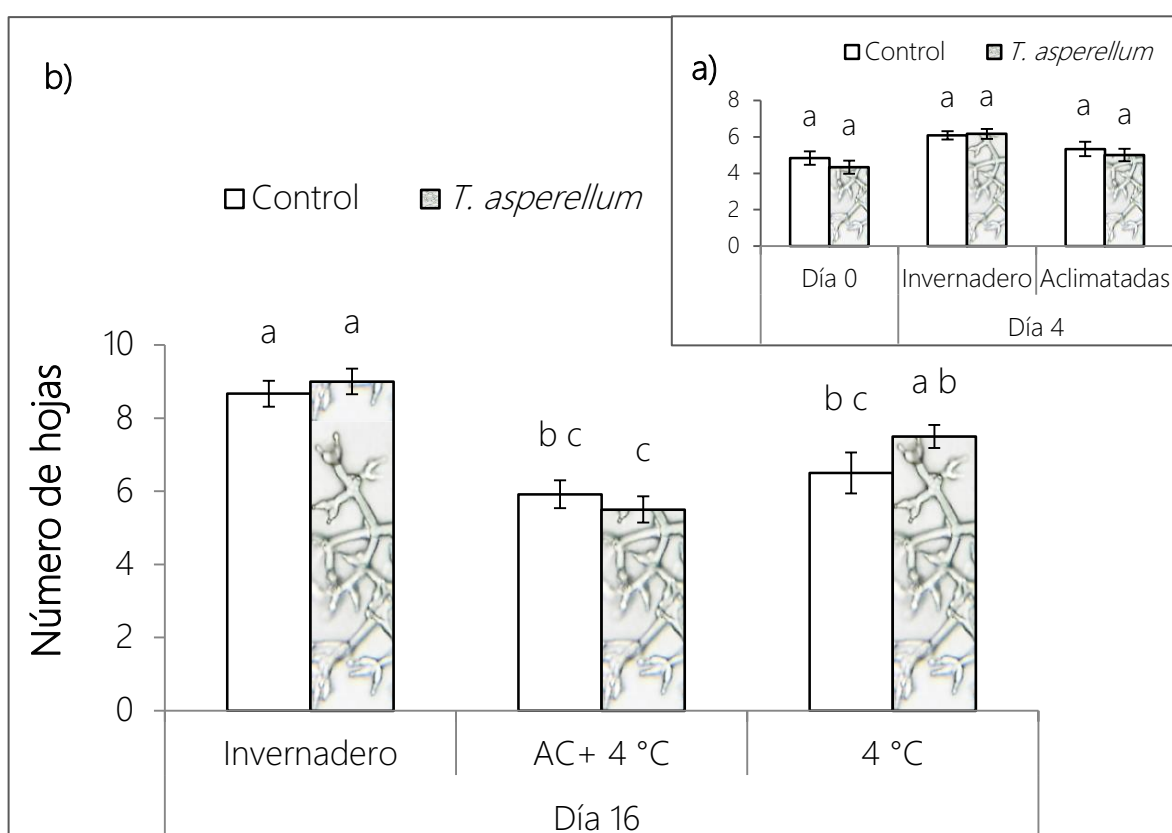 b)
Control T. asperellum
a)
Control T. asperellum
8
6
4
2
0
a a a a a a
Día 0 Invernadero Aclimatadas
Día 4
Número de hojas
10
8
6
4
2
0
a a b c c b c a b
Invernadero AC+ 4 °C 4 °C
Día 16